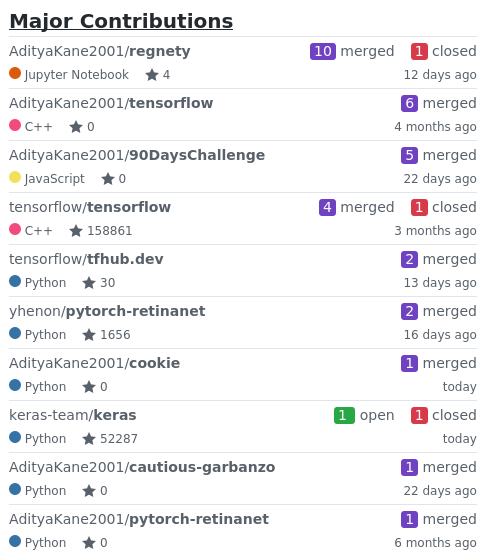 Major Contributions
AdityaKane2001/regnety 10 merged 1 closed
Jupyter Notebook 4 12 days ago
AdityaKane2001/tensorflow 6 merged
C++ 0 4 months ago
AdityaKane2001/90DaysChallenge 5 merged
JavaScript 0 22 days ago
tensorflow/tensorflow 4 merged 1 closed
C++ 158861 3 months ago
tensorflow/tfhub.dev 2 merged
Python 30 13 days ago
yhenon/pytorch-retinanet 2 merged
Python 1656 16 days ago
AdityaKane2001/cookie 1 merged
Python 0 today
keras-team/keras 1 open 1 closed
Python 52287 today
AdityaKane2001/cautious-garbanzo 1 merged
Python 0 22 days ago
AdityaKane2001/pytorch-retinanet 1 merged
Python 0 6 months ago